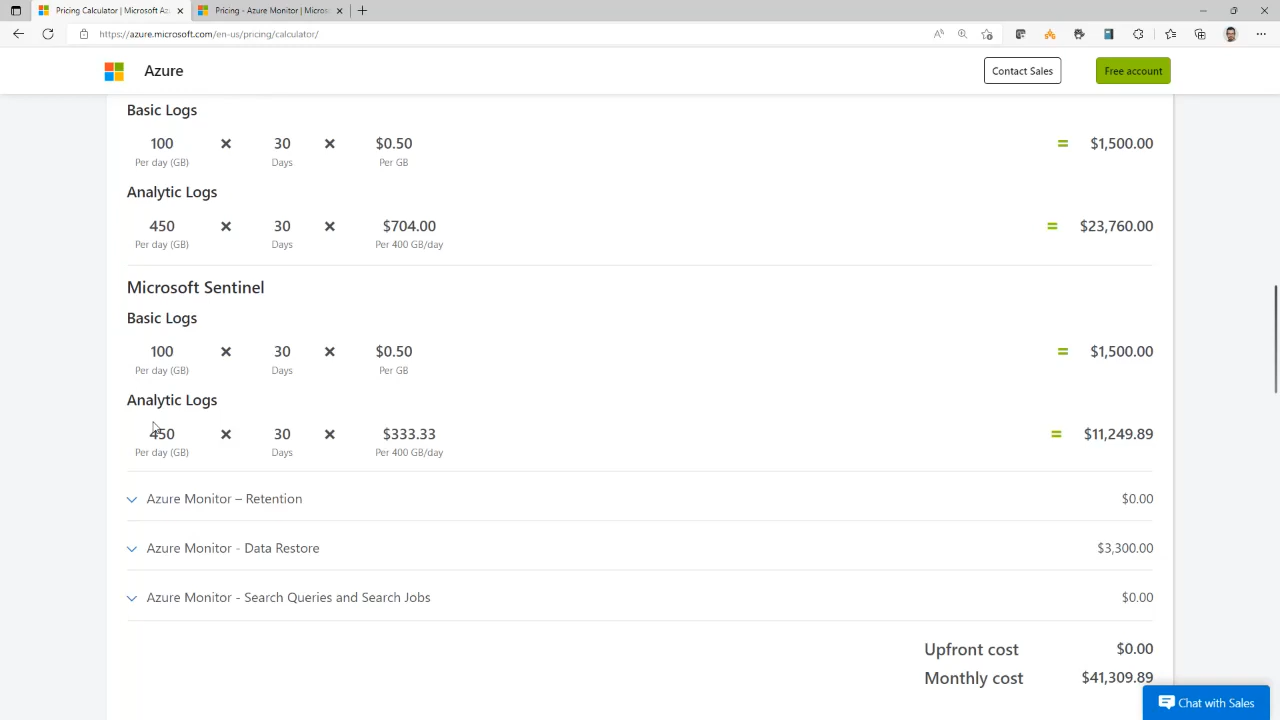 Pricing Calculator | Microsoft Az
Pricing - Azure Monitor | Micros
https://azure.microsoft.com/en-us/pricing/calculator/
Azure
Contact Sales
Free account
Basic Logs
100 × 30 × $0.50 = $1,500.00
Per day (GB) Days Per GB
Analytic Logs
450 × 30 × $704.00 = $23,760.00
Per day (GB) Days Per 400 GB/day
Microsoft Sentinel
Basic Logs
100 × 30 × $0.50 = $1,500.00
Per day (GB) Days Per GB
Analytic Logs
450 × 30 × $333.33 = $11,249.89
Per day (GB) Days Per 400 GB/day
Azure Monitor – Retention $0.00
Azure Monitor - Data Restore $3,300.00
Azure Monitor - Search Queries and Search Jobs $0.00
Upfront cost $0.00
Monthly cost $41,309.89
Chat with Sales